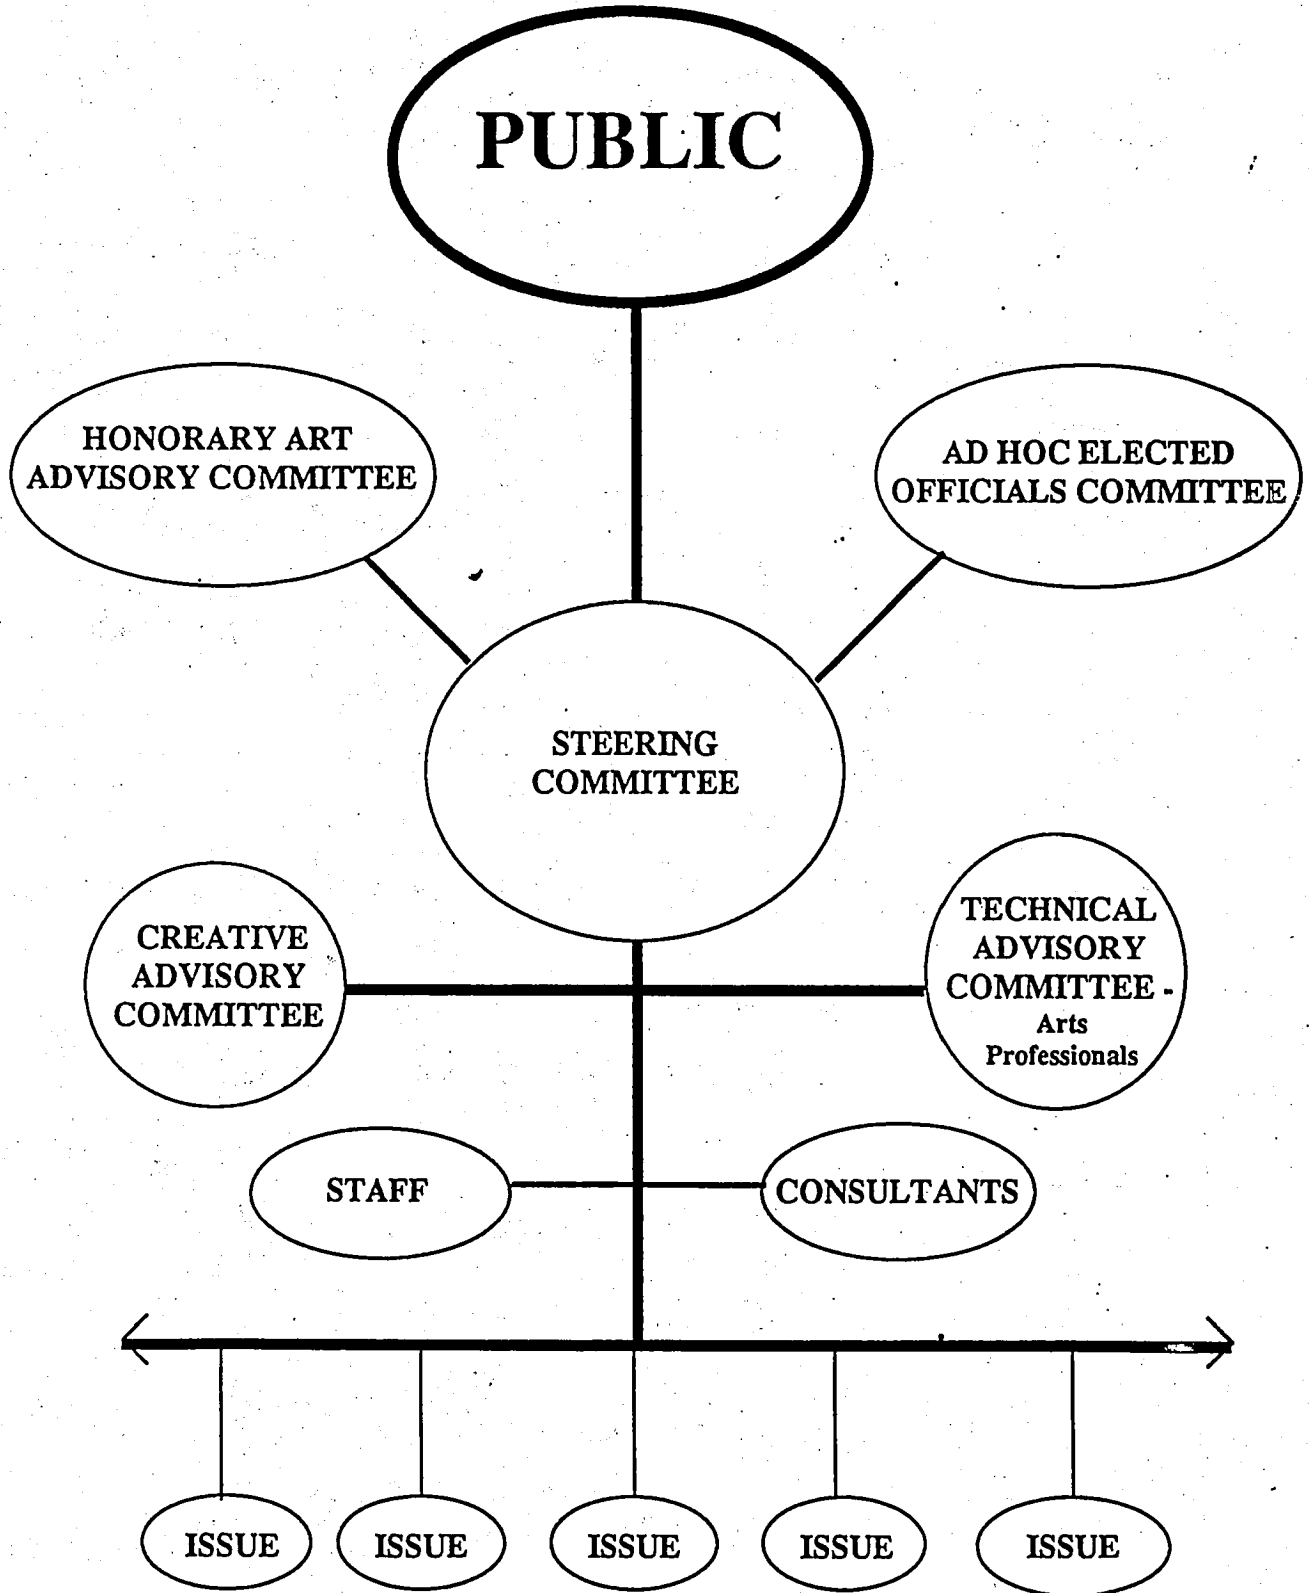 PUBLIC
HONORARY ART
ADVISORY COMMITTEE
AD HOC ELECTED
OFFICIALS COMMITTEE
STEERING
COMMITTEE
CREATIVE
ADVISORY
COMMITTEE
TECHNICAL
ADVISORY
COMMITTEE -
Arts
Professionals
STAFF
CONSULTANTS
ISSUE
ISSUE
ISSUE
ISSUE
ISSUE